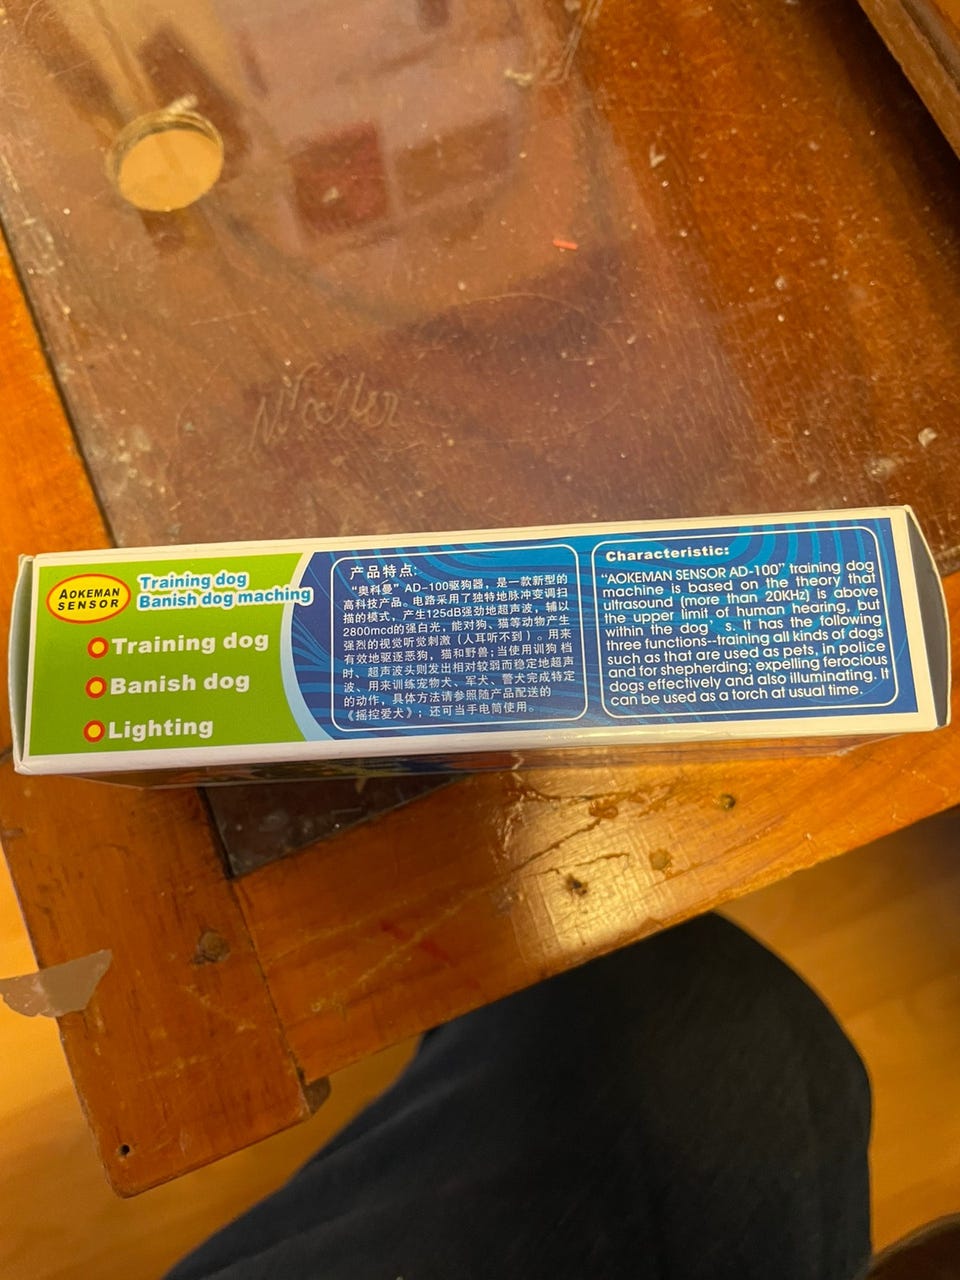 AOKEMAN
SENSOR
Training dog
Banish dog maching
Training dog
Banish dog
Lighting
产品特点:
“奥科曼” AD-100驱狗器，是一款新型的
高科技产品。电路采用了独特地脉冲变调扫
描的模式，产生125dB强劲地超声波，辅以
2800mcd的强白光，能对狗、猫等动物产生
强烈的视觉听觉刺激（人耳听不到）。用来
有效地驱逐恶狗，猫和野兽；当使用训狗 档
时、超声波头则发出相对较弱而稳定地超声
波、用来训练宠物犬、军犬、警犬完成特定
的动作，具体方法请参照随产品配送的
《摇控爱犬》；还可当手电筒使用。
Characteristic:
“AOKEMAN SENSOR AD-100” training dog
machine is based on the theory that
ultrasound (more than 20KHz) is above
the upper limit of human hearing, but
within the dog’ s. It has the following
three functions--training all kinds of dogs
such as that are used as pets, in police
and for shepherding; expelling ferocious
dogs effectively and also illuminating. It
can be used as a torch at usual time.